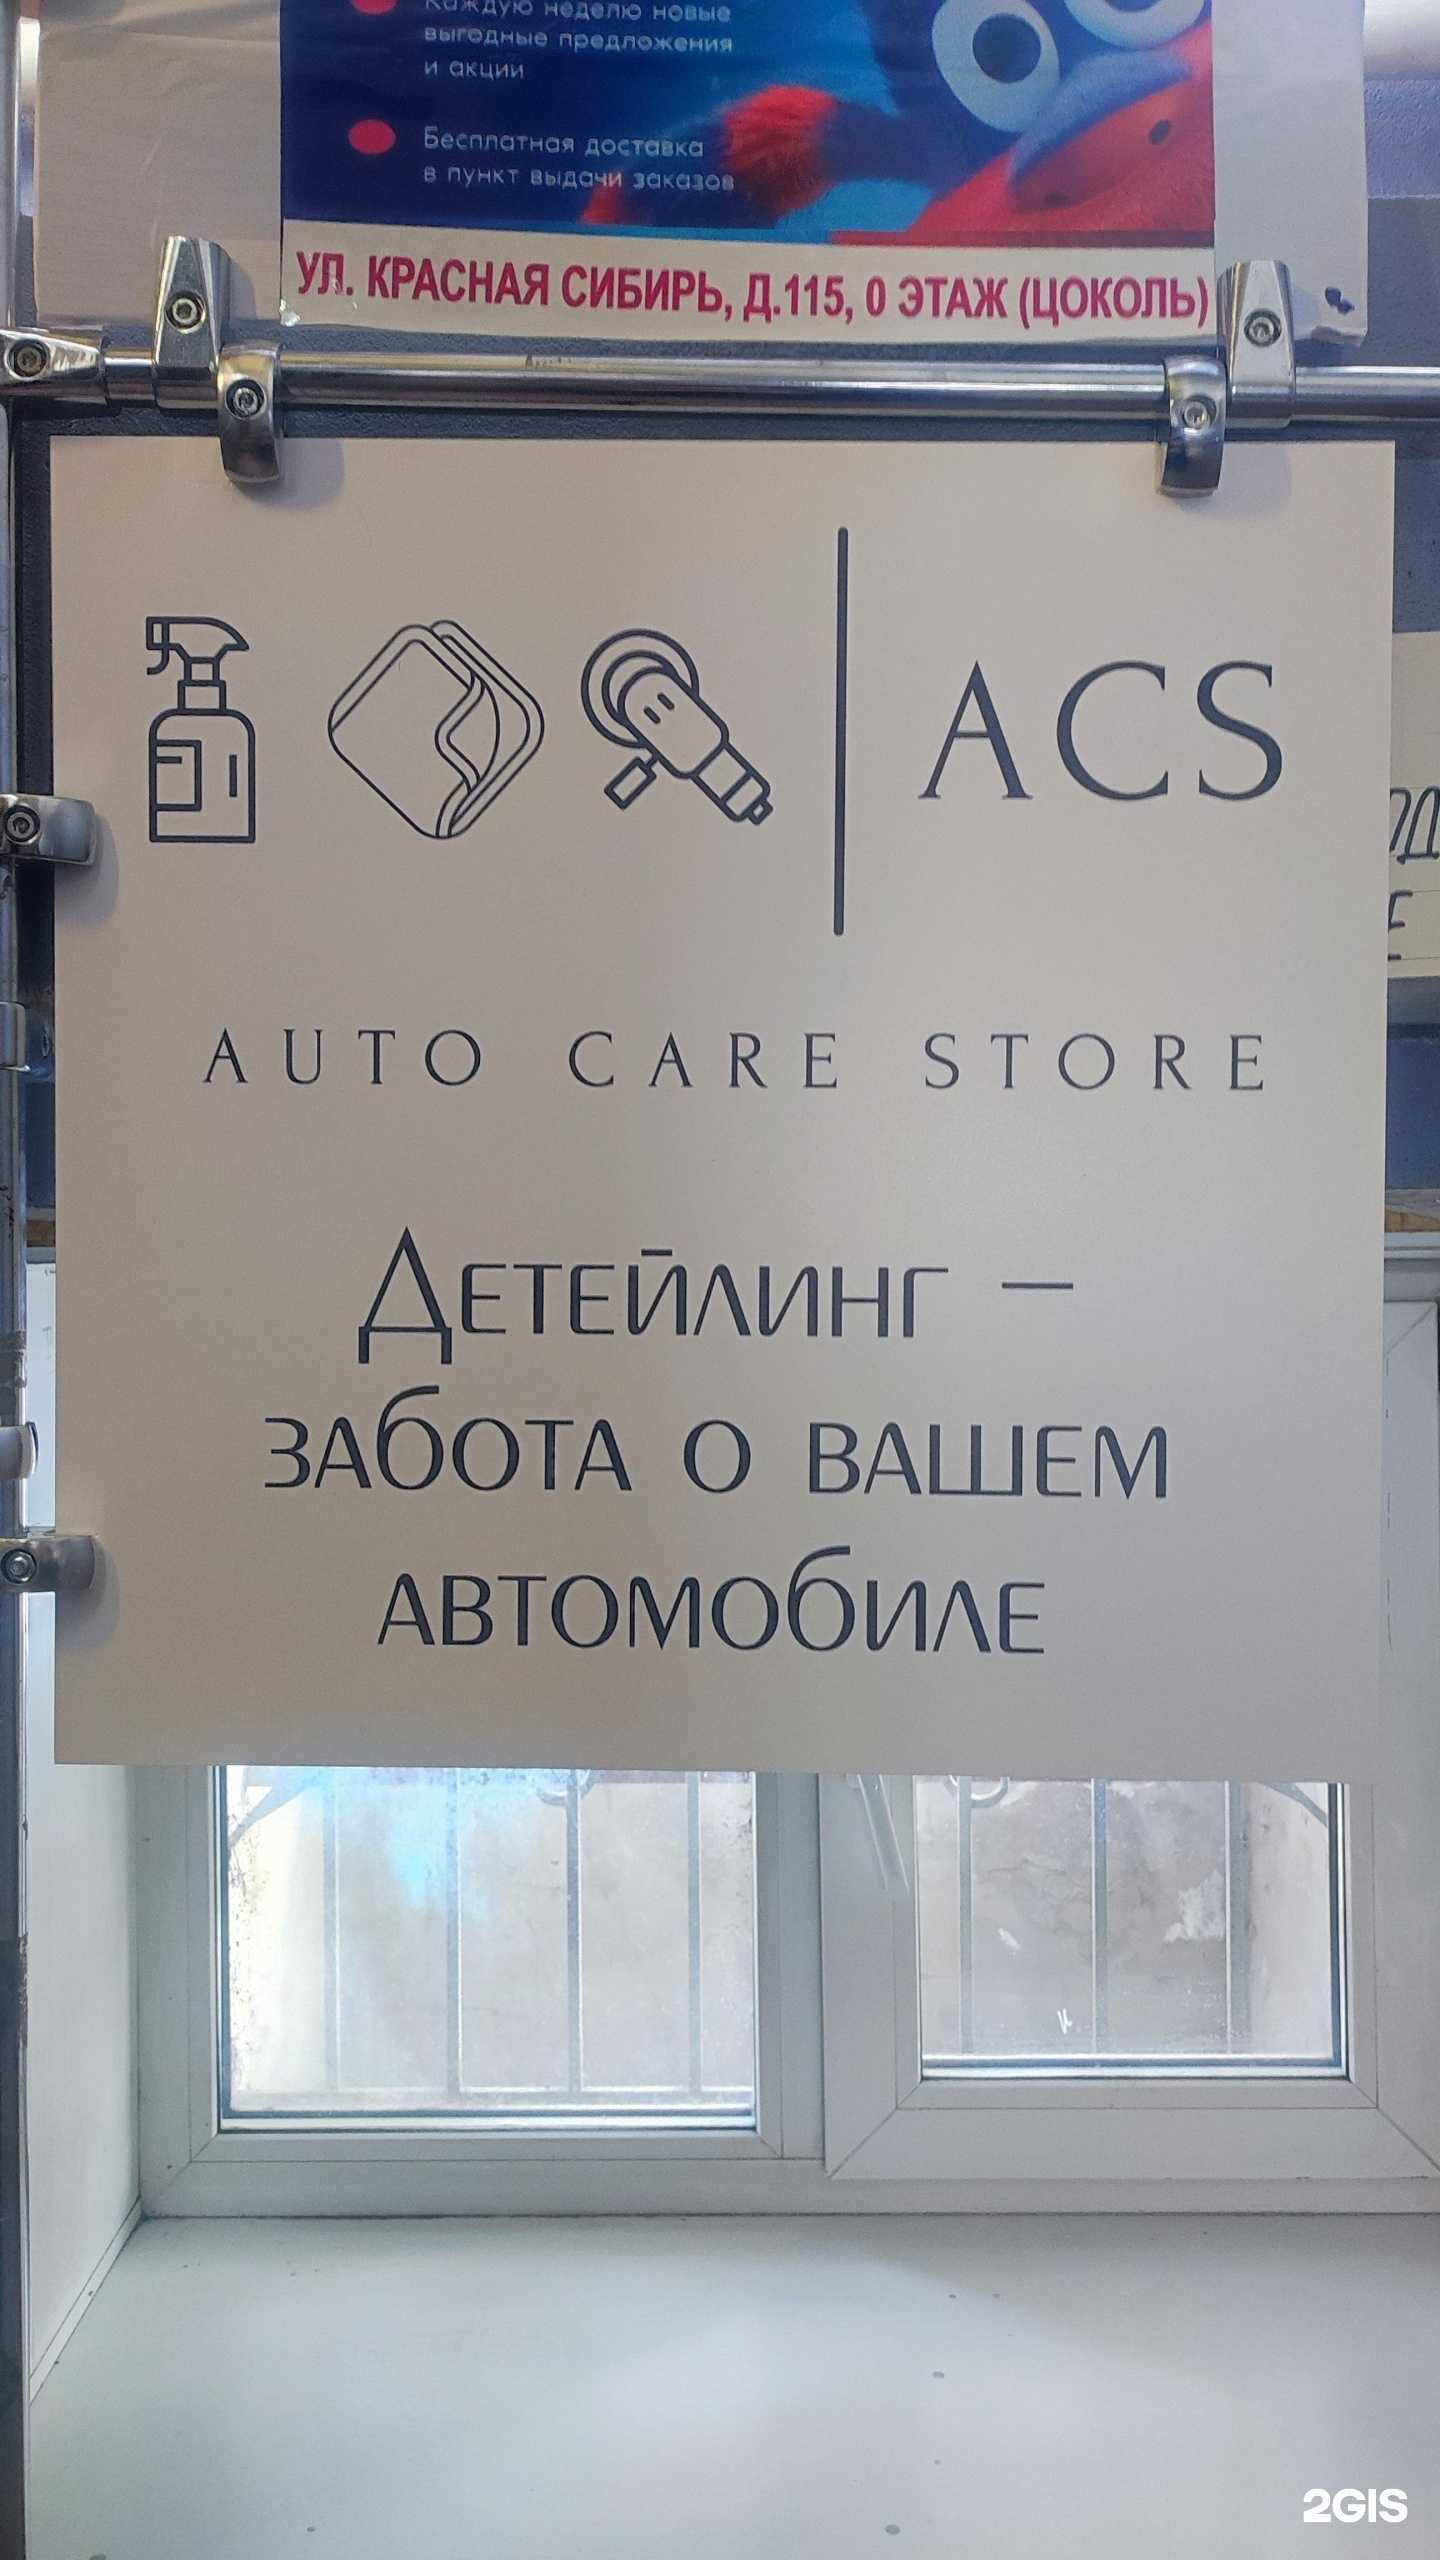 Каждую неделю новые
выгодные предложения
и акции
Бесплатная доставка
в пункт выдачи заказов
УЛ. КРАСНАЯ СИБИРЬ, Д.115, 0 ЭТАЖ (ЦОКОЛЬ)
ACS
AUTO CARE STORE
Детейлинг –
забота о вашем
автомобиле
2GIS